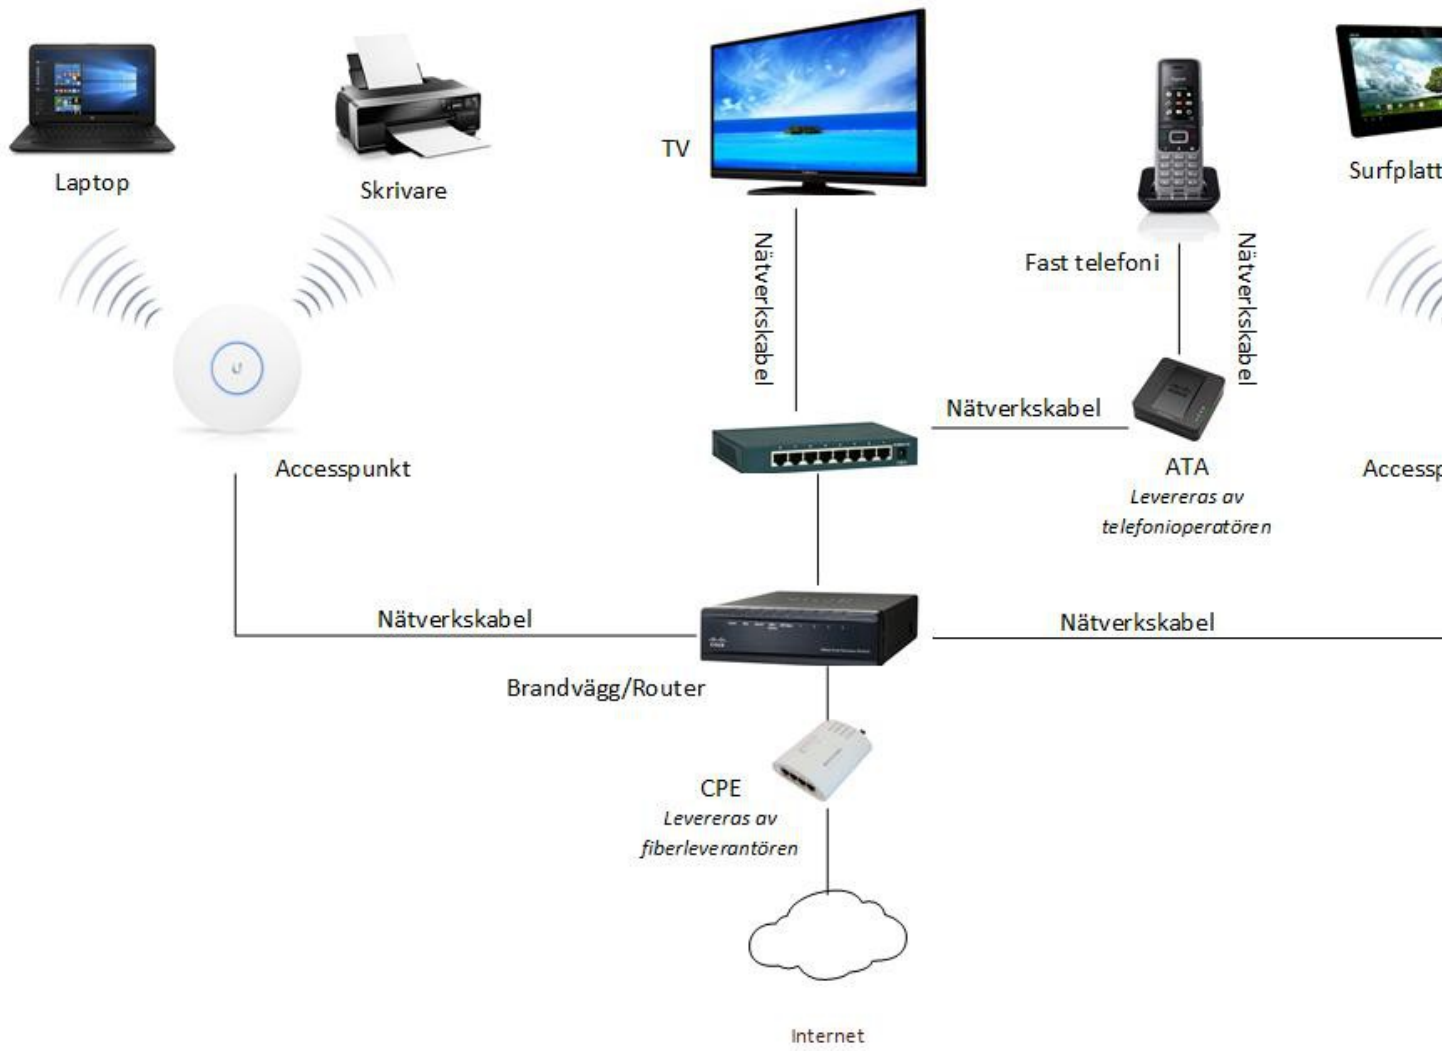 Laptop
Skrivare
TV
Surfplatt
Nätverkskabel
Fast telefoni
Nätverkskabel
Nätverkskabel
Accesspunkt
ATA
Levereras av
telefonioperatören
Accessp
Nätverkskabel
Nätverkskabel
Brandvägg/Router
CPE
Levereras av
fiberleverantören
Internet